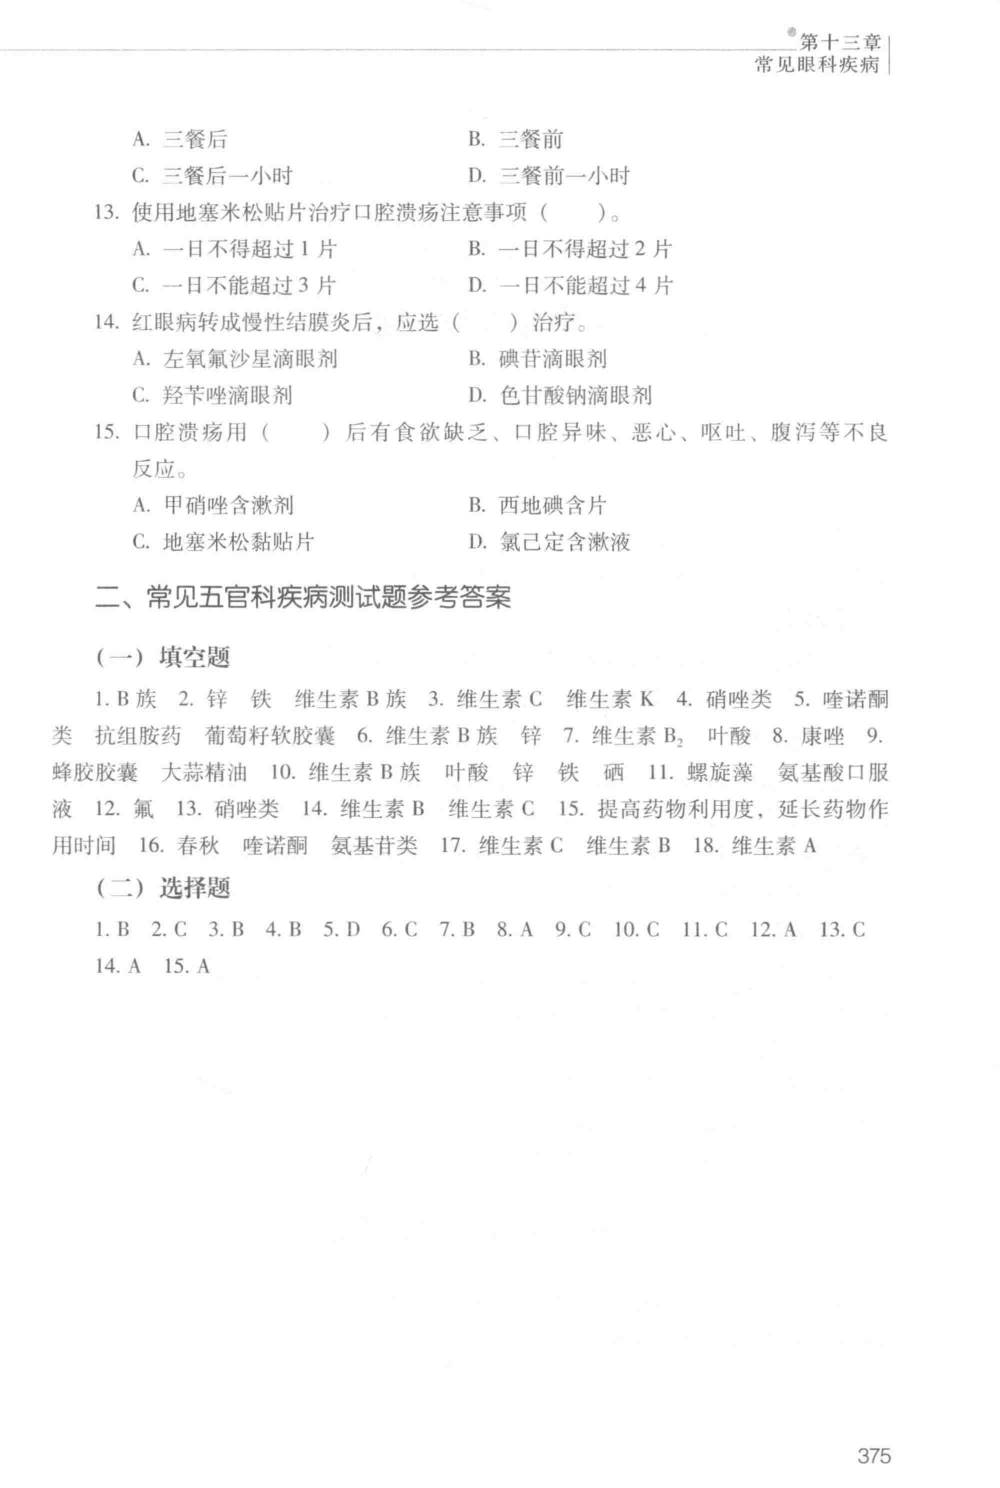 第十三章
常见眼科疾病
A. 三餐后 B. 三餐前
C. 三餐后一小时 D. 三餐前一小时
13. 使用地塞米松贴片治疗口腔溃疡注意事项（ ）。
A. 一日不得超过 1 片 B. 一日不得超过 2 片
C. 一日不能超过 3 片 D. 一日不能超过 4 片
14. 红眼病转成慢性结膜炎后，应选（ ）治疗。
A. 左氧氟沙星滴眼剂 B. 碘苷滴眼剂
C. 羟苄唑滴眼剂 D. 色甘酸钠滴眼剂
15. 口腔溃疡用（ ）后有食欲缺乏、口腔异味、恶心、呕吐、腹泻等不良
反应。
A. 甲硝唑含漱剂 B. 西地碘含片
C. 地塞米松黏贴片 D. 氯己定含漱液
二、常见五官科疾病测试题参考答案
（一）填空题
1. B 族 2. 锌 铁 维生素 B 族 3. 维生素 C 维生素 K 4. 硝唑类 5. 喹诺酮
类 抗组胺药 葡萄籽软胶囊 6. 维生素 B 族 锌 7. 维生素 B₂ 叶酸 8. 康唑 9.
蜂胶胶囊 大蒜精油 10. 维生素 B 族 叶酸 锌 铁 硒 11. 螺旋藻 氨基酸口服
液 12. 氟 13. 硝唑类 14. 维生素 B 维生素 C 15. 提高药物利用度，延长药物作
用时间 16. 春秋 喹诺酮 氨基苷类 17. 维生素 C 维生素 B 18. 维生素 A
（二）选择题
1. B 2. C 3. B 4. B 5. D 6. C 7. B 8. A 9. C 10. C 11. C 12. A 13. C
14. A 15. A
375